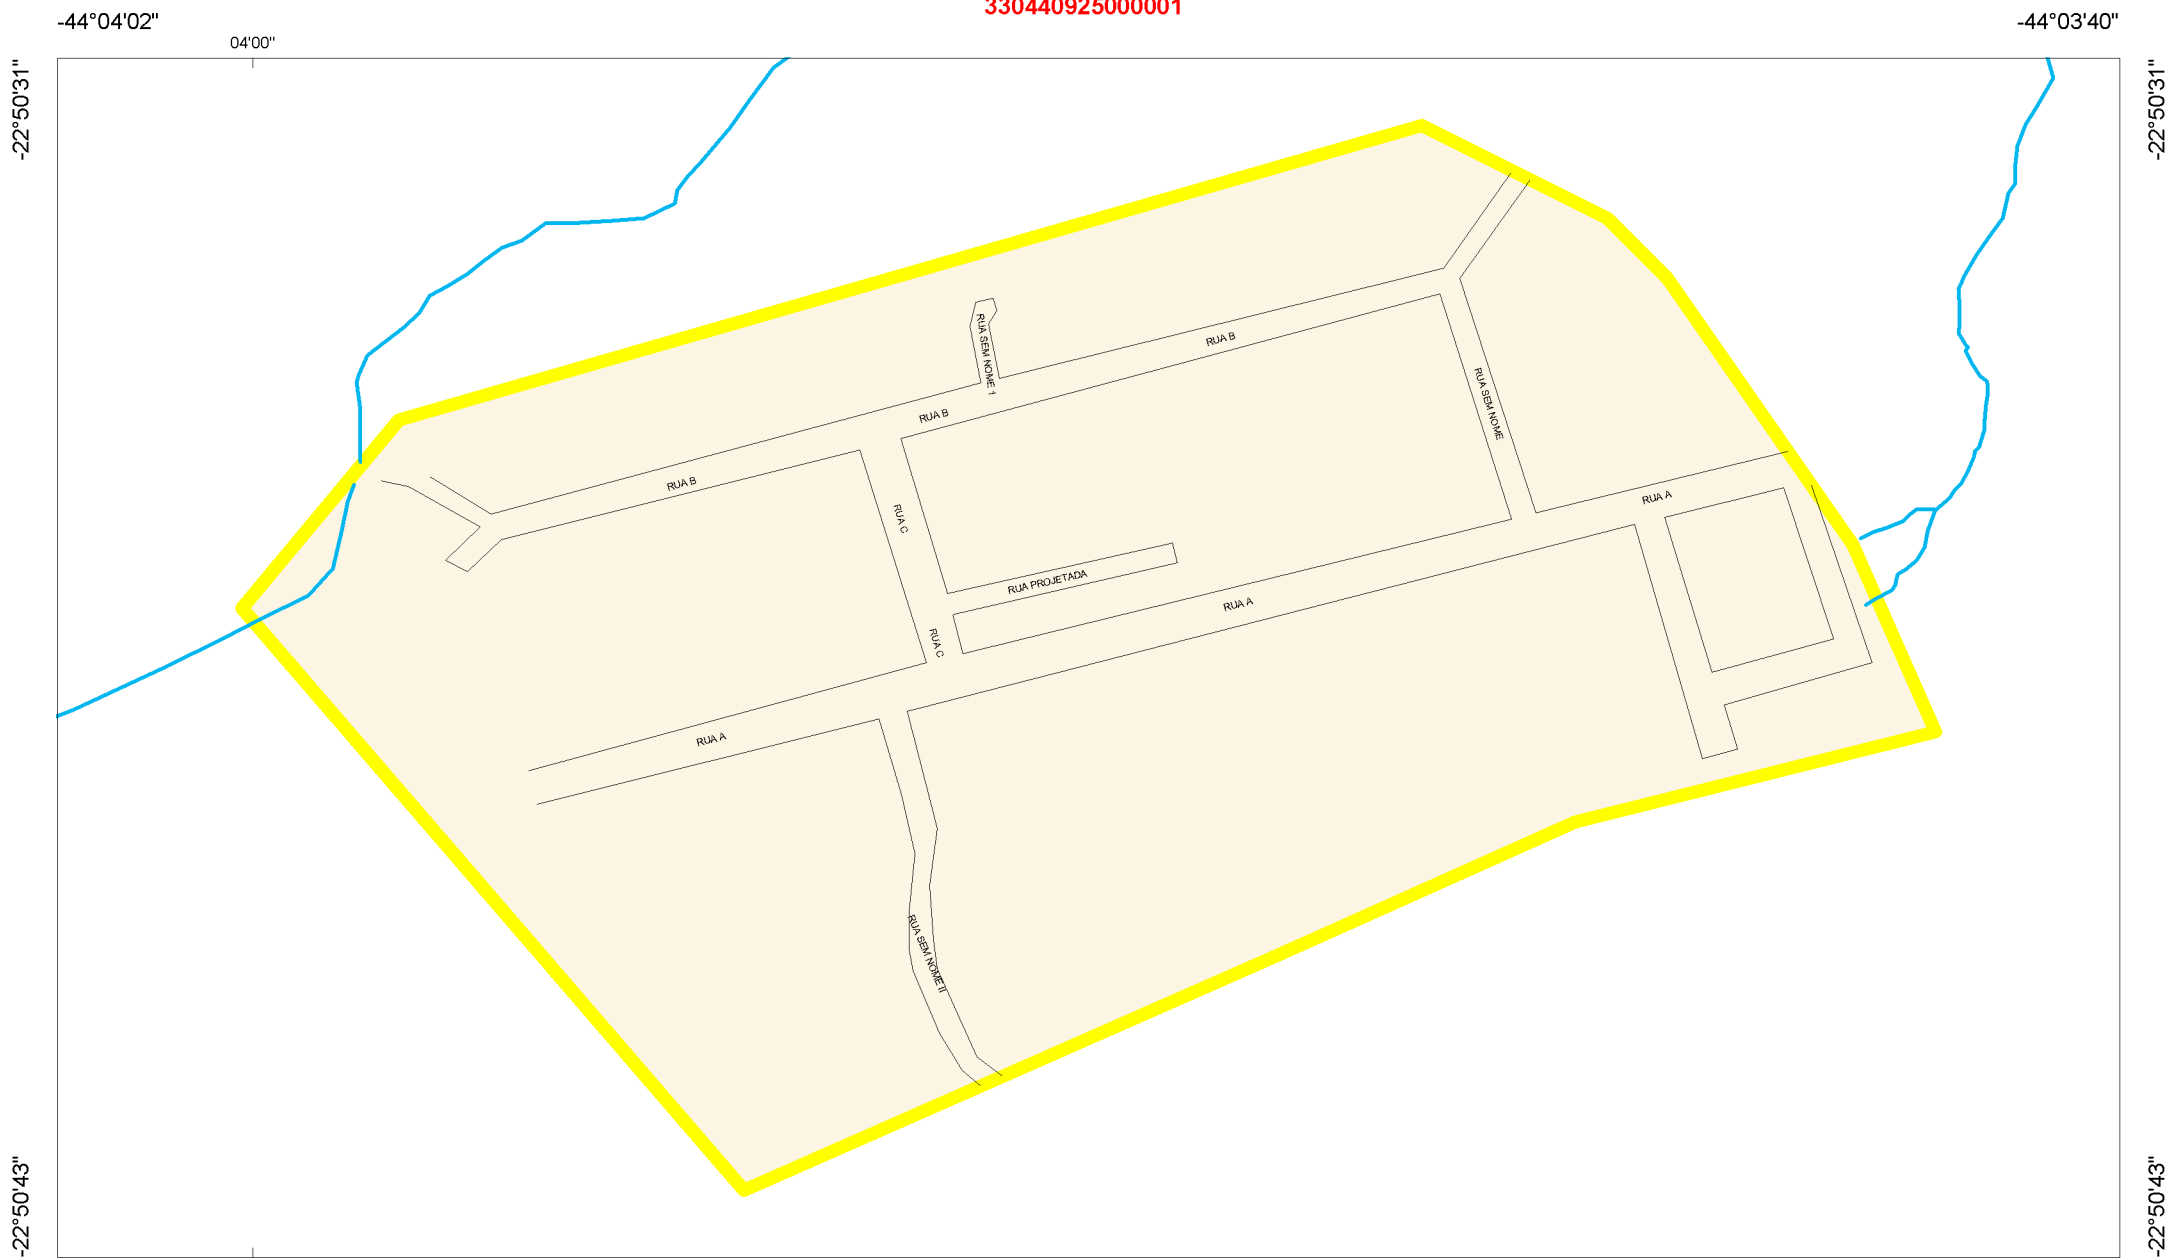 330440925000001
-44°04'02"
-44°03'40"
04'00"
-22°50'31"
-22°50'31"
RUA SEM NOME 1
RUA B
RUA B
RUA SEM NOME
RUA B
RUA C
RUA A
RUA PROJETADA
RUA A
RUA C
RUA A
RUA SEM NOME II
-22°50'43"
-22°50'43"